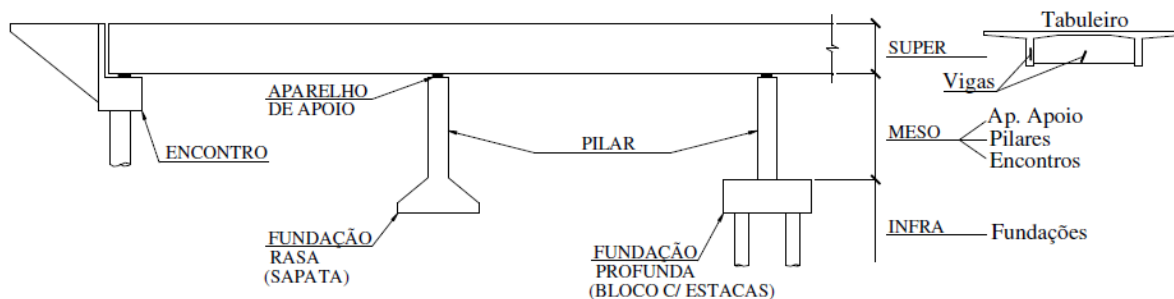 Tabuleiro
SUPER
Vigas
APARELHO
DE APOIO
ENCONTRO
PILAR
MESO
Ap. Apoio
Pilares
Encontros
FUNDAÇÃO
RASA
(SAPATA)
FUNDAÇÃO
PROFUNDA
(BLOCO C/ ESTACAS)
INFRA
Fundações